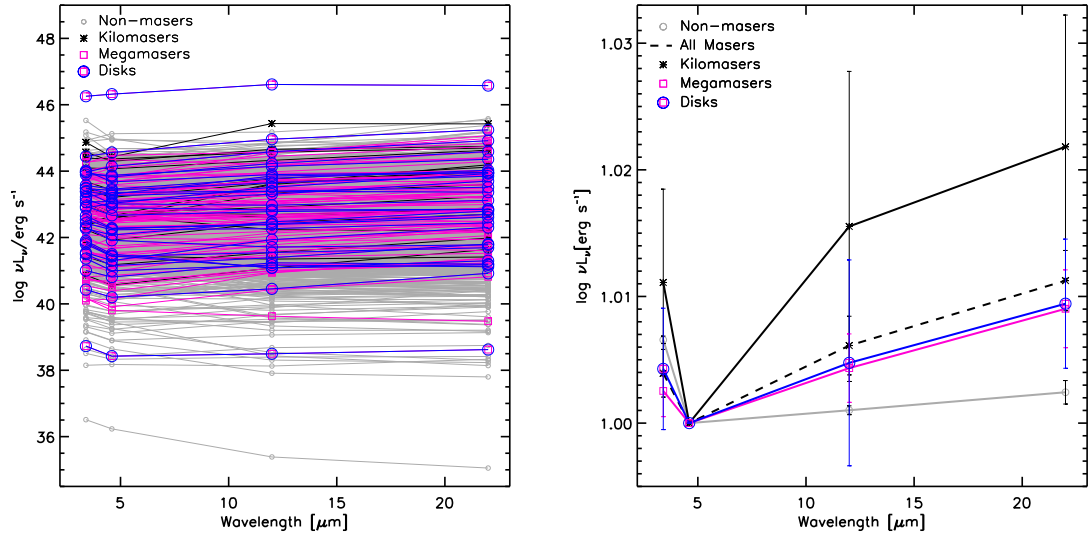 48
46
44
42
40
38
36
log νLν/erg s⁻¹
Non-masers
Kilomasers
Megamasers
Disks
5
10
15
20
Wavelength [μm]
1.03
1.02
1.01
1.00
log νLν[erg s⁻¹]
Non-masers
All Masers
Kilomasers
Megamasers
Disks
5
10
15
20
Wavelength [μm]